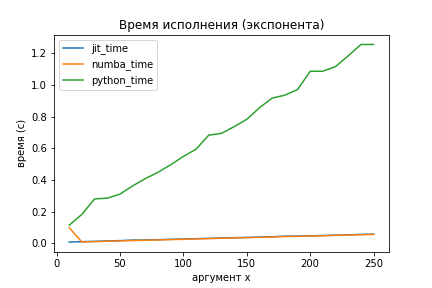 Время исполнения (экспонента)
jit_time
numba_time
python_time
время (с)
1.2
1.0
0.8
0.6
0.4
0.2
0.0
0 50 100 150 200 250
аргумент x